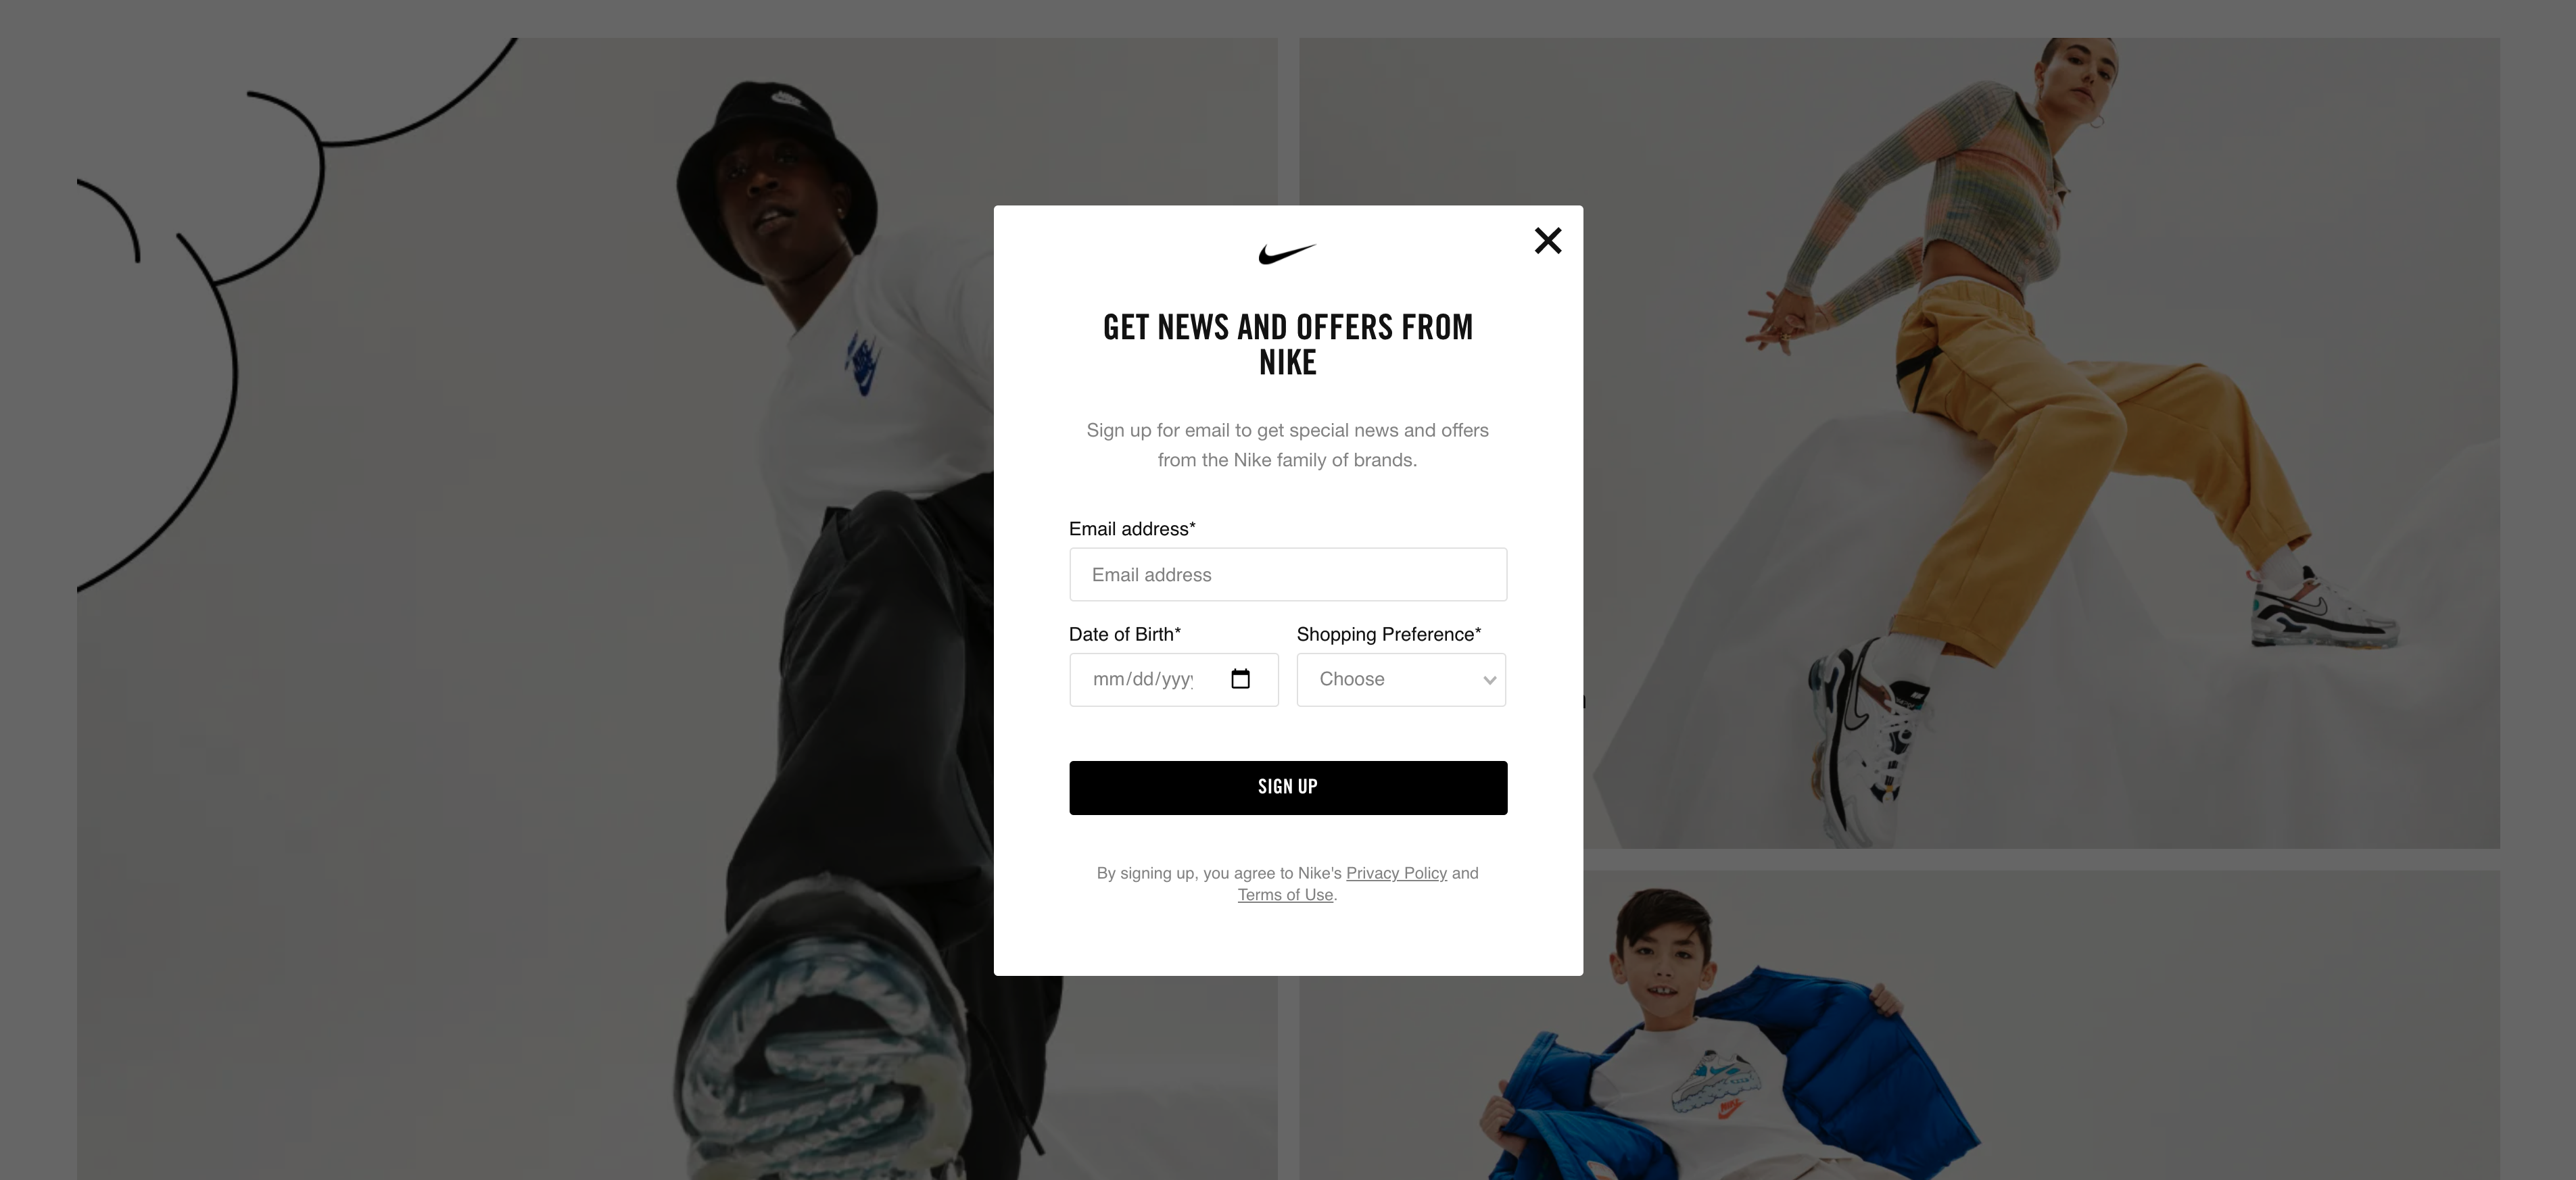 GET NEWS AND OFFERS FROM
NIKE
Sign up for email to get special news and offers
from the Nike family of brands.
Email address*
Email address
Date of Birth*
Shopping Preference*
mm/dd/yyyy
Choose
SIGN UP
By signing up, you agree to Nike's Privacy Policy and
Terms of Use.